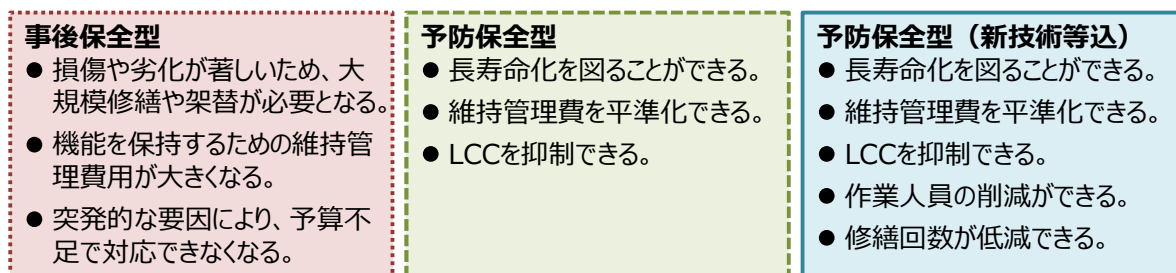 事後保全型
● 損傷や劣化が著しいため、大
規模修繕や架替が必要となる。
● 機能を保持するための維持管
理費用が大きくなる。
● 突発的な要因により、予算不
足で対応できなくなる。
予防保全型
● 長寿命化を図ることができる。
● 維持管理費を平準化できる。
● LCCを抑制できる。
予防保全型（新技術等込）
● 長寿命化を図ることができる。
● 維持管理費を平準化できる。
● LCCを抑制できる。
● 作業人員の削減ができる。
● 修繕回数が低減できる。